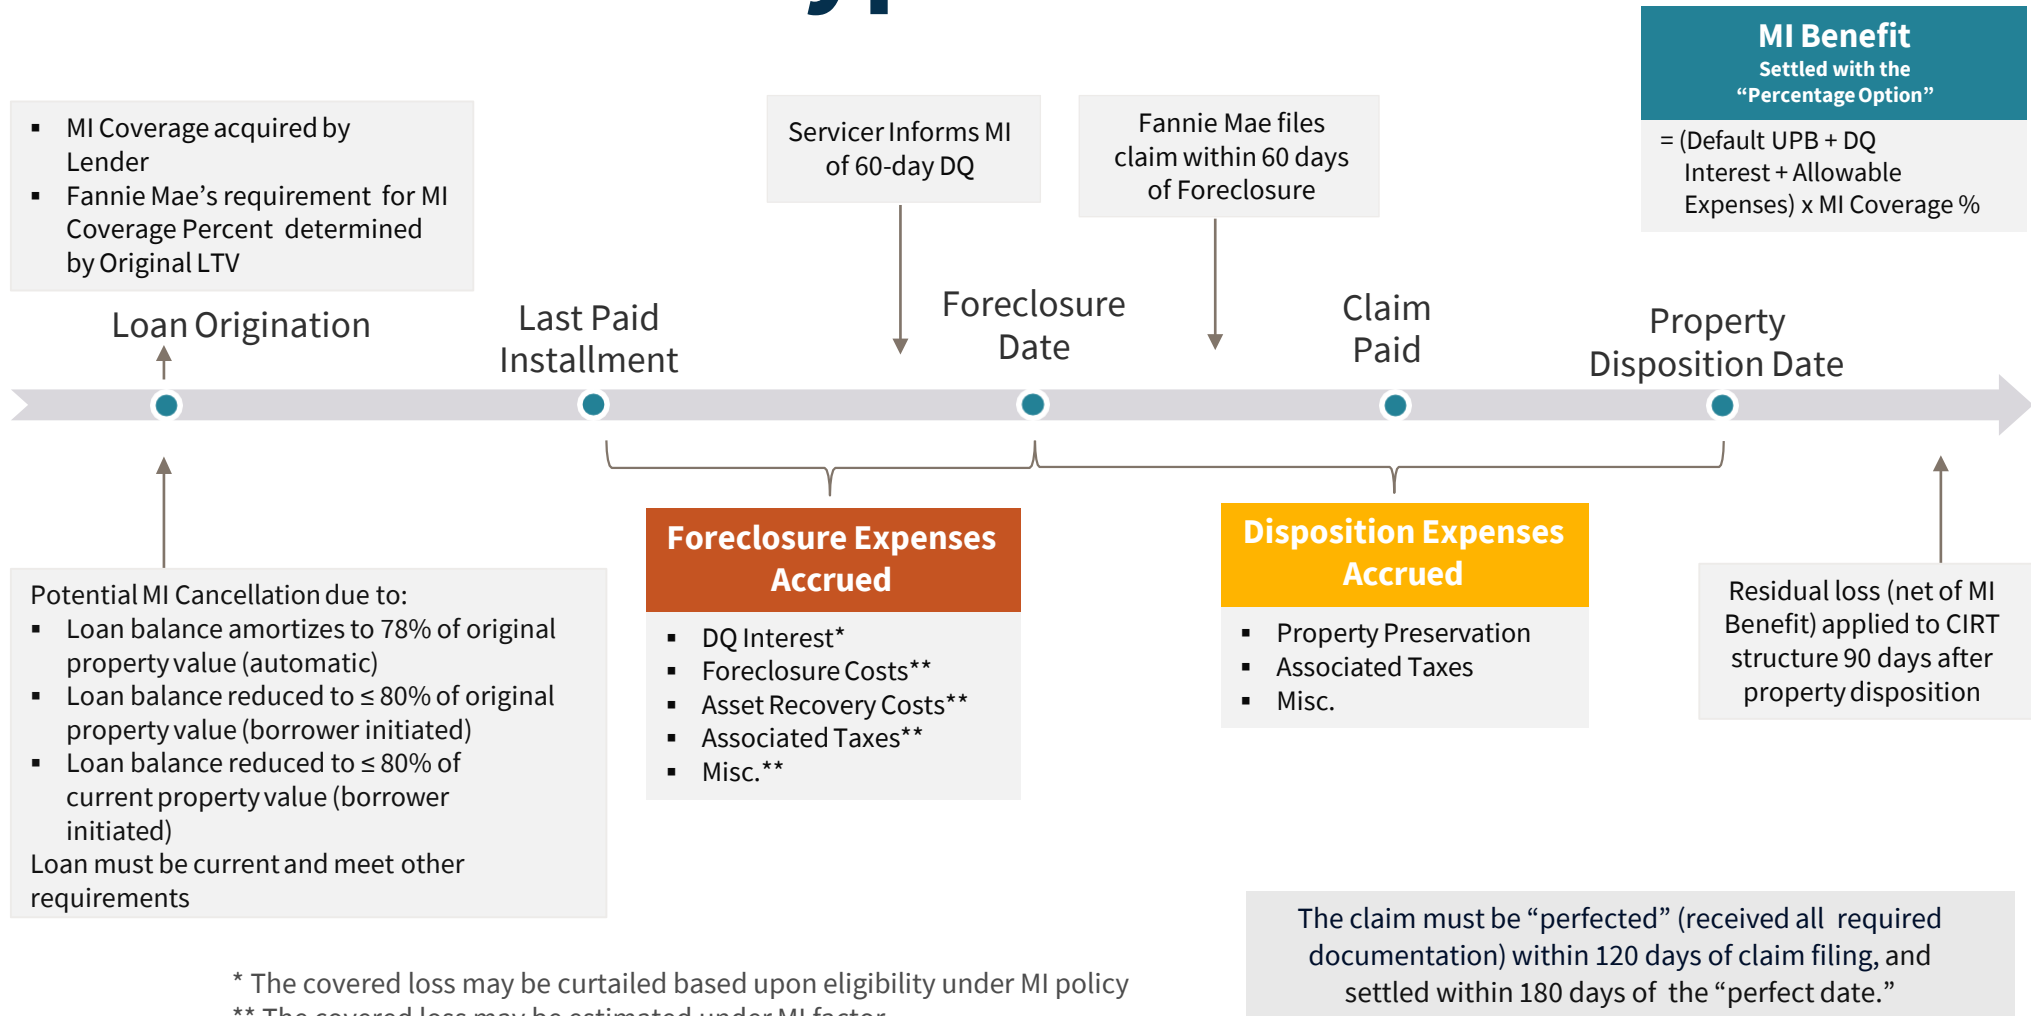 MI Benefit
Settled with the
“Percentage Option”
= (Default UPB + DQ
Interest + Allowable
Expenses) x MI Coverage %
▪ MI Coverage acquired by
Lender
▪ Fannie Mae’s requirement for MI
Coverage Percent determined
by Original LTV
Servicer Informs MI
of 60-day DQ
Fannie Mae files
claim within 60 days
of Foreclosure
Loan Origination
Last Paid
Installment
Foreclosure
Date
Claim
Paid
Property
Disposition Date
Potential MI Cancellation due to:
▪ Loan balance amortizes to 78% of original
property value (automatic)
▪ Loan balance reduced to ≤ 80% of original
property value (borrower initiated)
▪ Loan balance reduced to ≤ 80% of
current property value (borrower
initiated)
Loan must be current and meet other
requirements
Foreclosure Expenses
Accrued
▪ DQ Interest*
▪ Foreclosure Costs**
▪ Asset Recovery Costs**
▪ Associated Taxes**
▪ Misc.**
Disposition Expenses
Accrued
▪ Property Preservation
▪ Associated Taxes
▪ Misc.
Residual loss (net of MI
Benefit) applied to CIRT
structure 90 days after
property disposition
The claim must be “perfected” (received all required
documentation) within 120 days of claim filing, and
settled within 180 days of the “perfect date.”
* The covered loss may be curtailed based upon eligibility under MI policy
** The covered loss may be estimated under MI factor